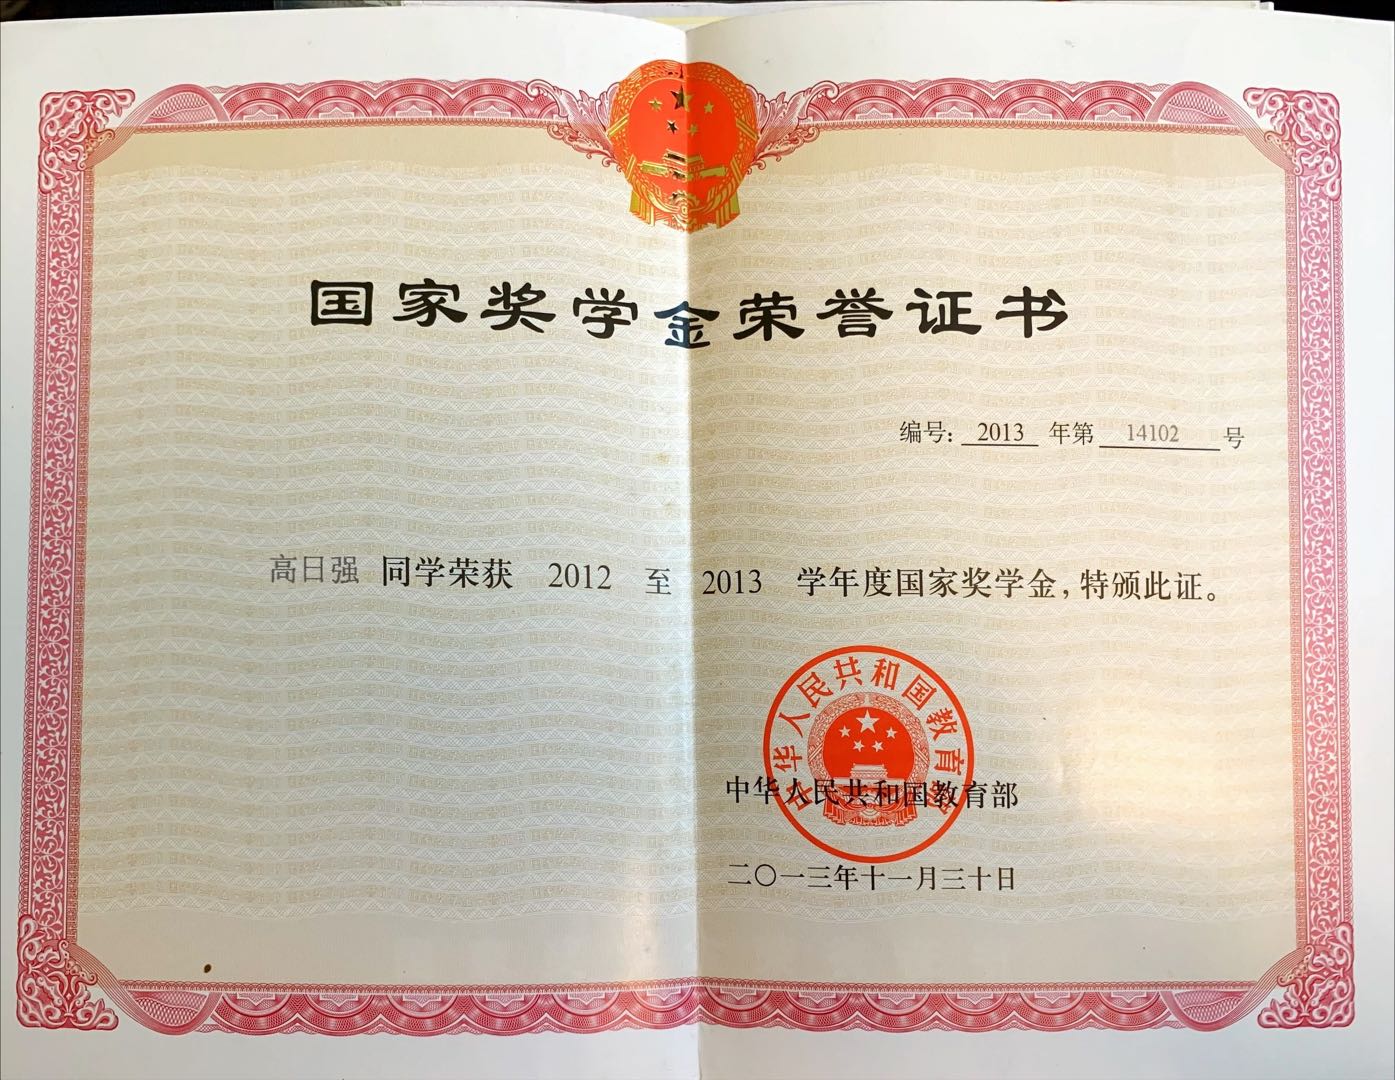 国家奖学金荣誉证书
编号: 2013 年第 14102 号
高日强 同学荣获 2012 至 2013 学年度国家奖学金,特颁此证。
中华人民共和国教育部
中华人民共和国教育部
二〇一三年十一月三十日